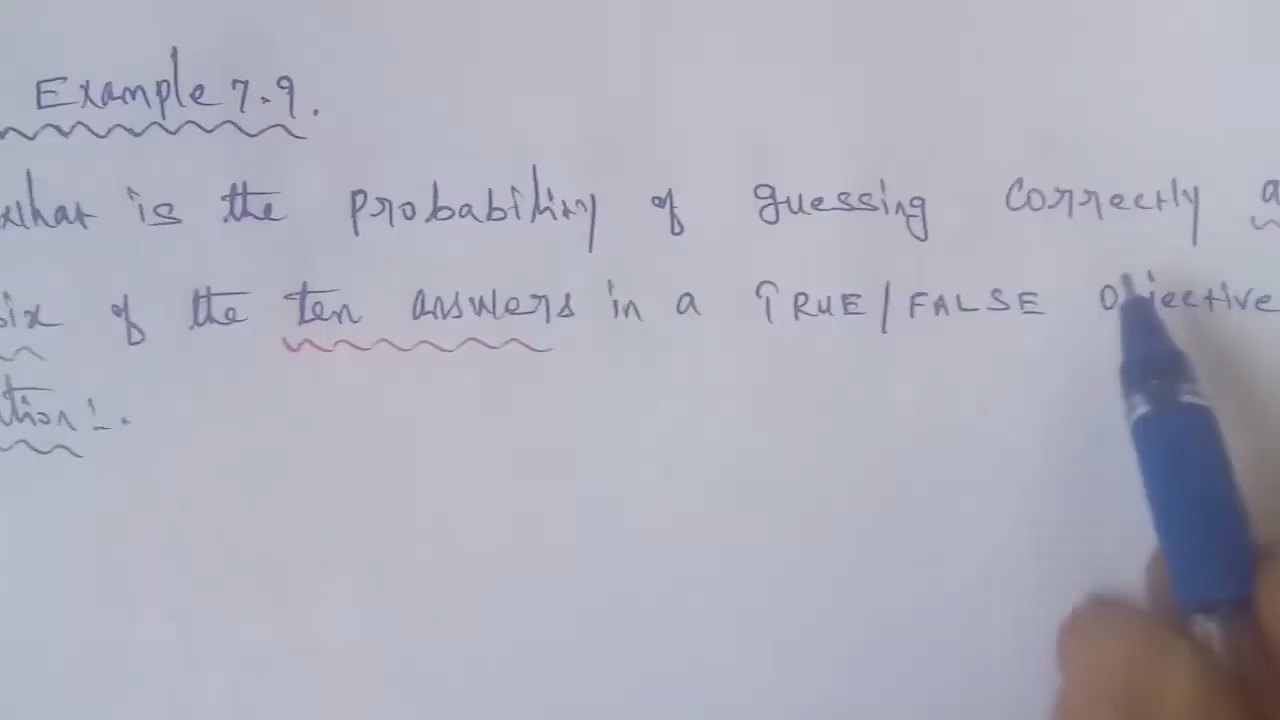 Example 7.9.
what is the probability of guessing correctly a
six of the ten answers in a TRUE/FALSE objective
tion:-.